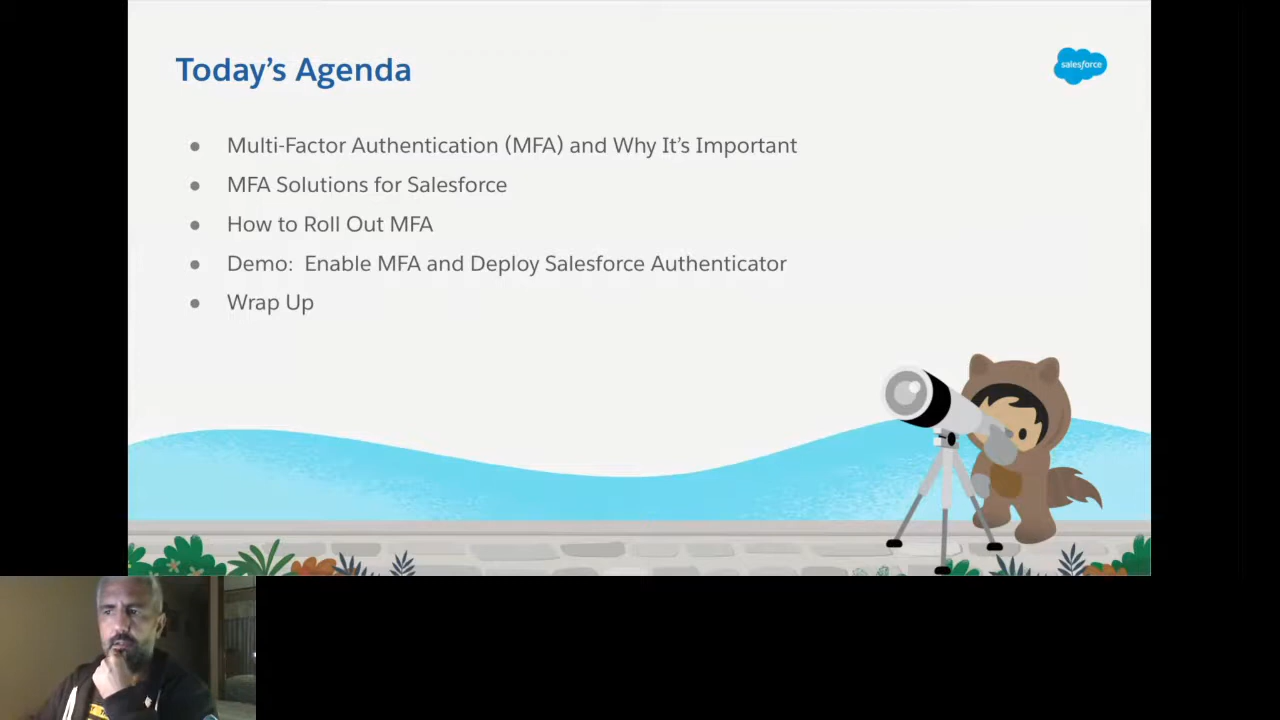 Today's Agenda
salesforce
● Multi-Factor Authentication (MFA) and Why It's Important
● MFA Solutions for Salesforce
● How to Roll Out MFA
● Demo:  Enable MFA and Deploy Salesforce Authenticator
● Wrap Up